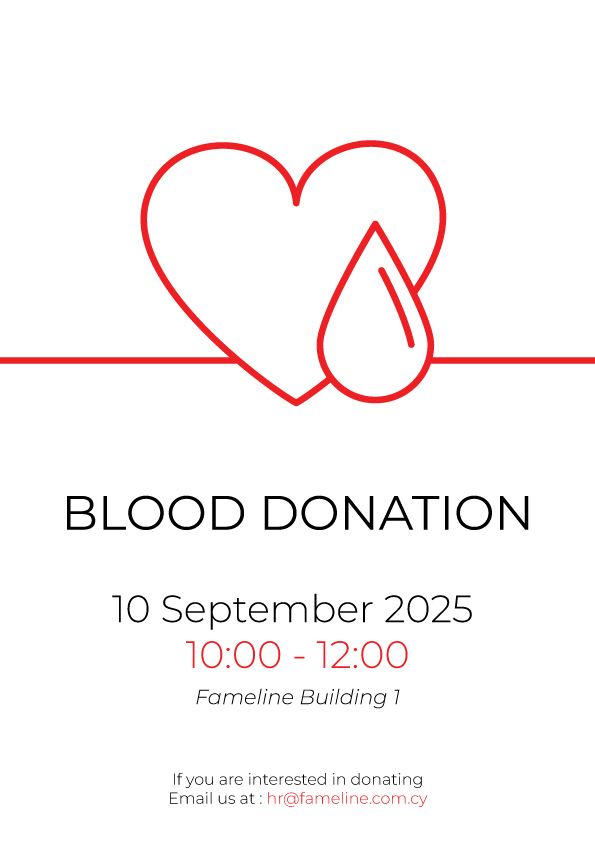 BLOOD DONATION
10 September 2025
10:00 - 12:00
Fameline Building 1
If you are interested in donating
Email us at : hr@fameline.com.cy